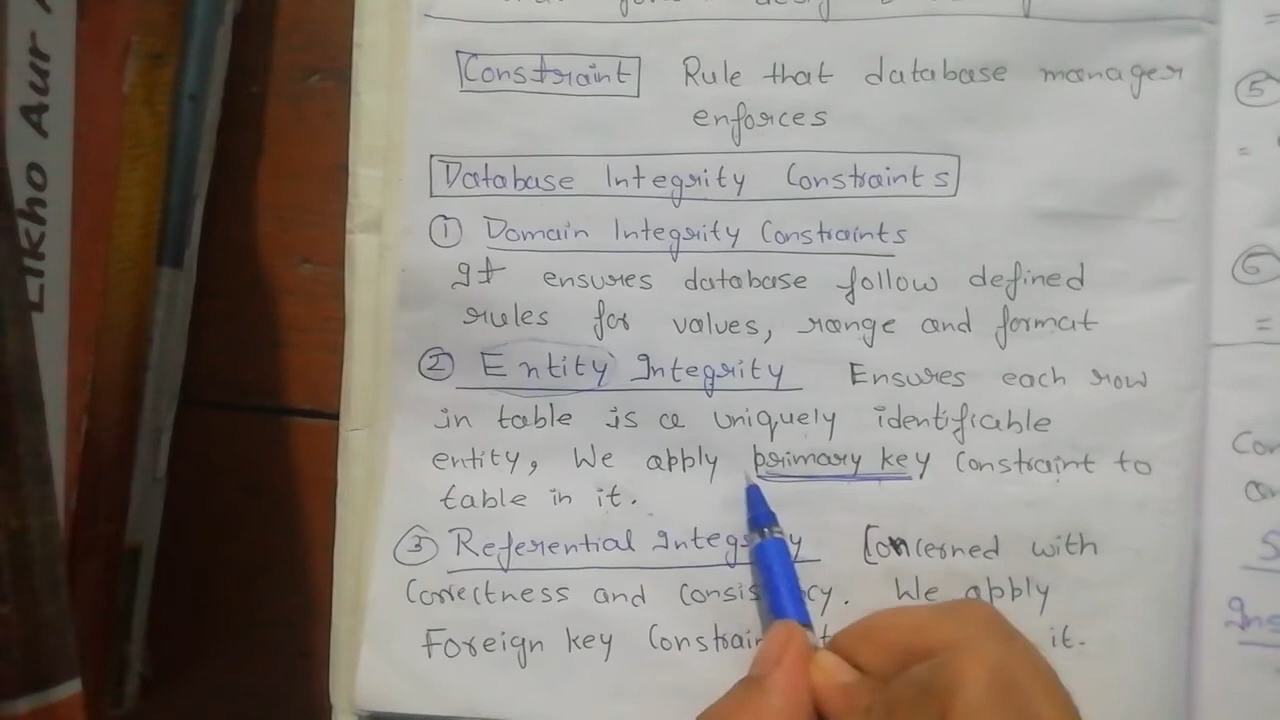 Likho Aur
Constraint Rule that database manager
enforces
Database Integrity Constraints
① Domain Integrity Constraints
It ensures database follow defined
rules for values, range and format
② Entity Integrity Ensures each row
in table is a uniquely identifiable
entity, We apply primary key constraint to
table in it.
③ Referential Integrity Concerned with
Correctness and . We apply
Foreign key it.
⑤
=
⑥
=